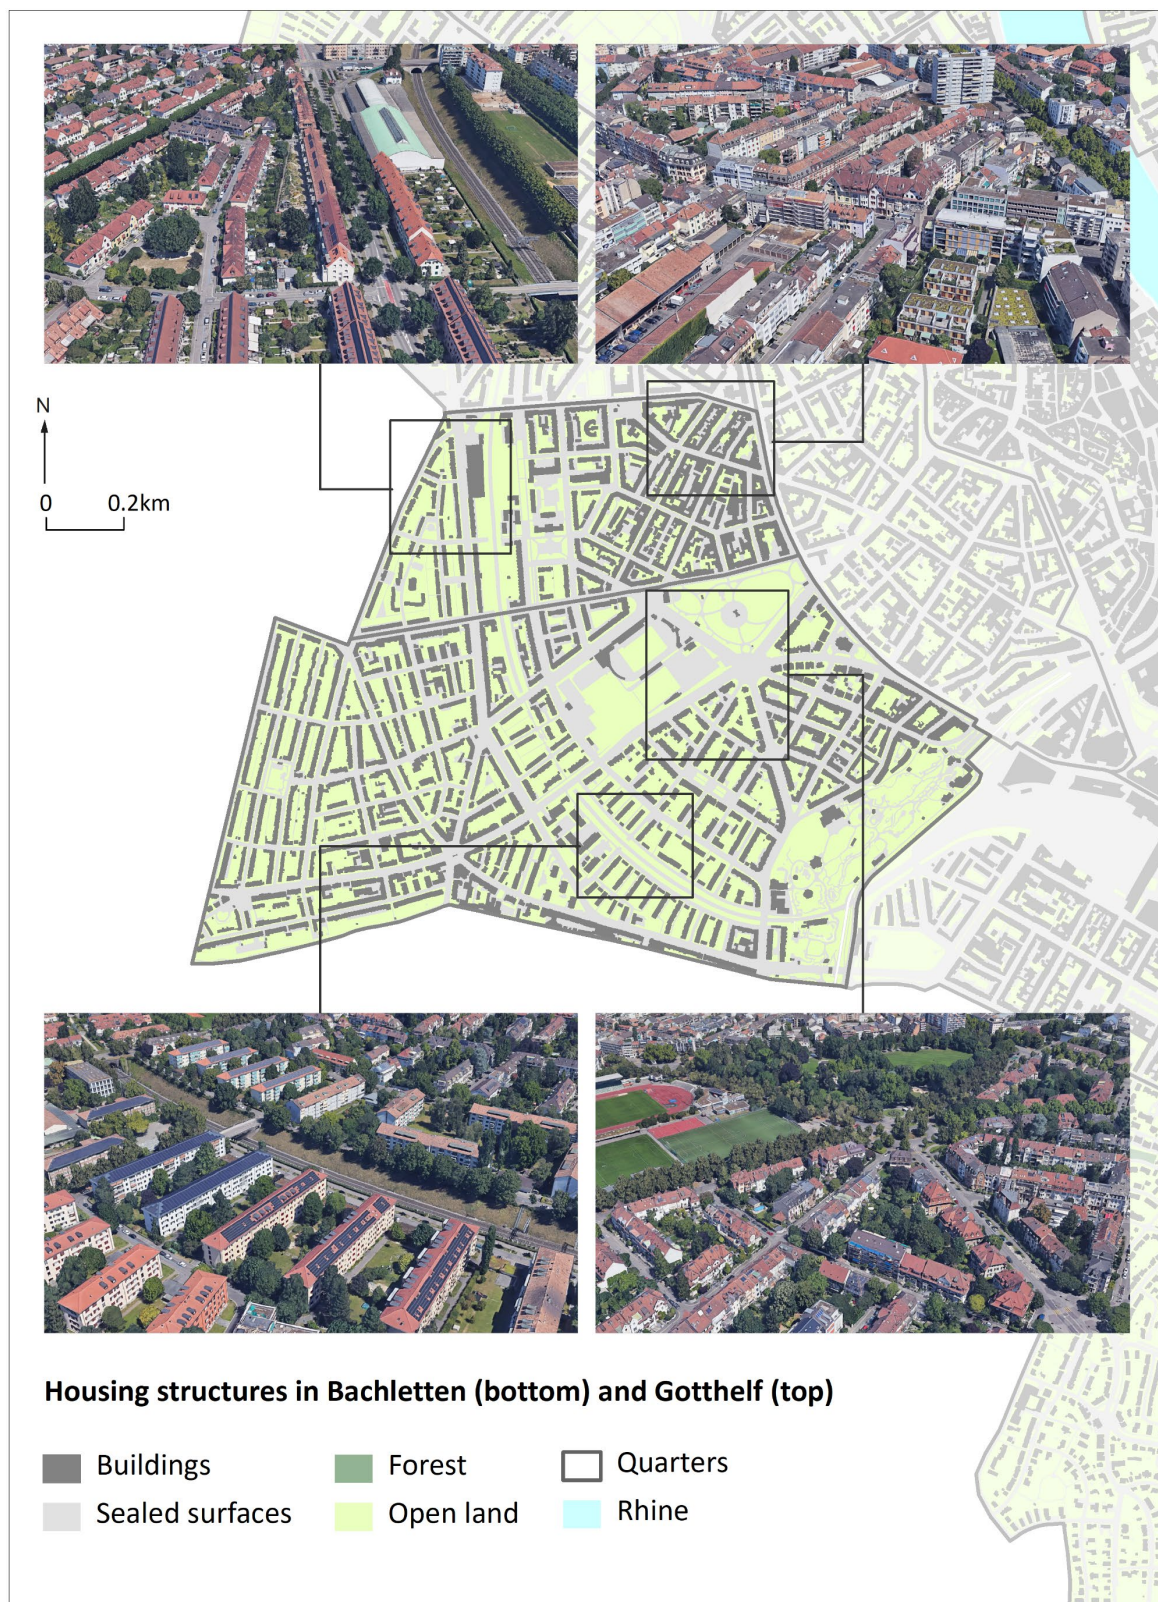 N
0 0.2km
Housing structures in Bachletten (bottom) and Gotthelf (top)
Buildings Forest Quarters
Sealed surfaces Open land Rhine